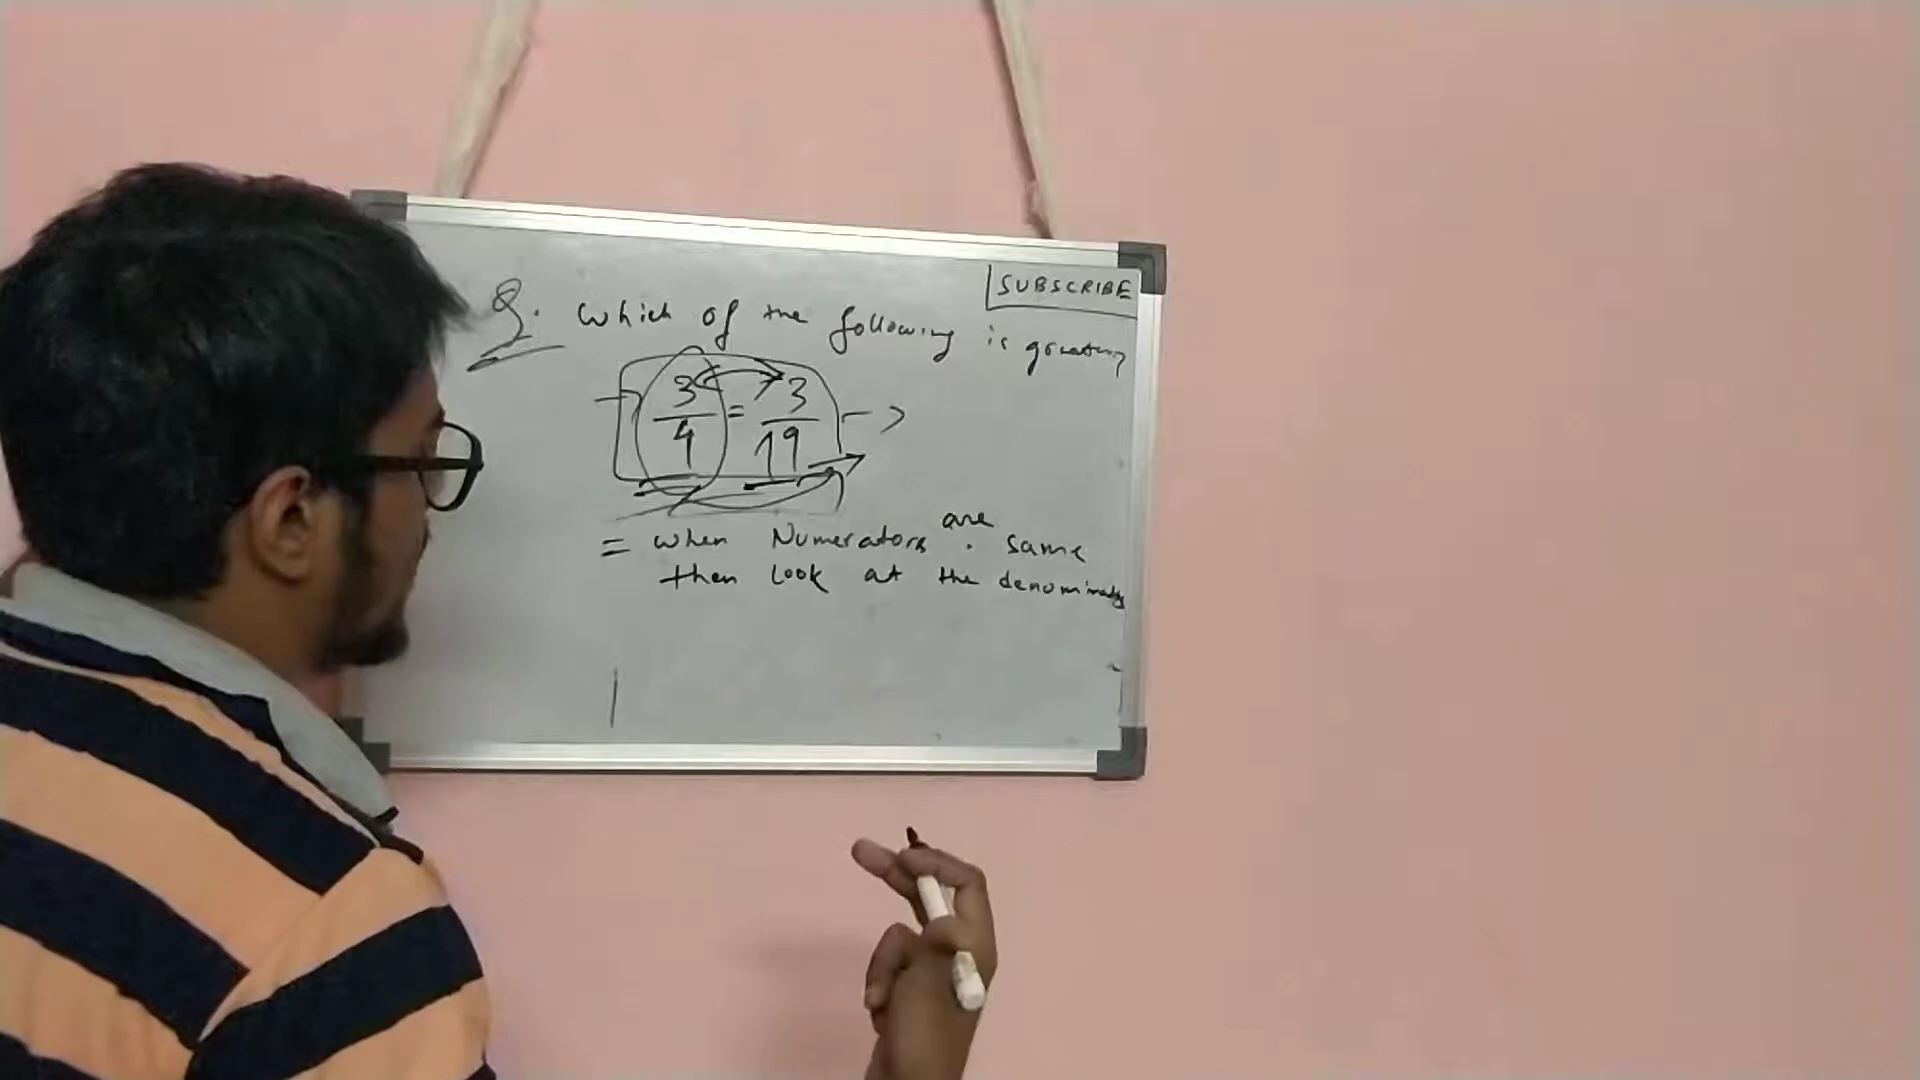 SUBSCRIBE
Q. Which of the following is greater?
3/4 = 3/19
= when Numerators are same
then look at the denominators